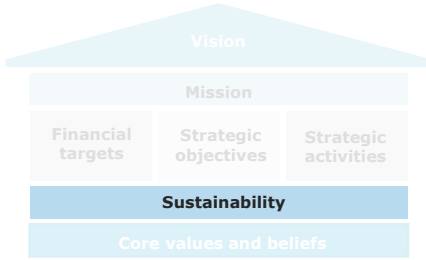 Vision
Mission
Financial
targets
Strategic
objectives
Strategic
activities
Sustainability
Core values and beliefs